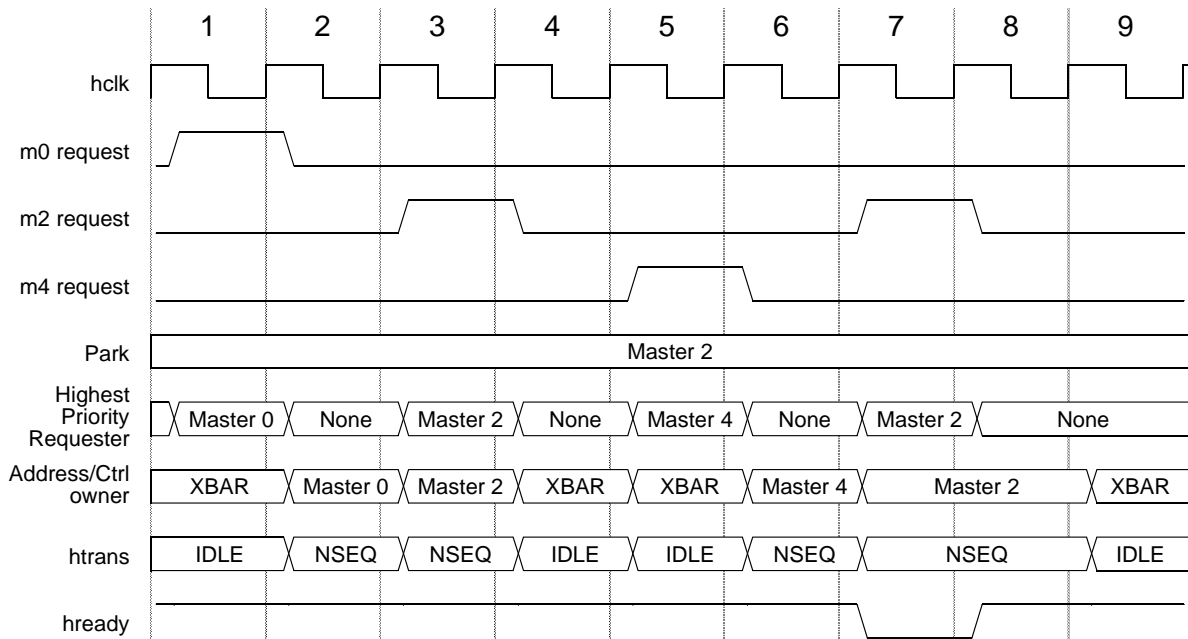 1 2 3 4 5 6 7 8 9
hclk
m0 request
m2 request
m4 request
Park Master 2
Highest
Priority
Requester
Master 0 None Master 2 None Master 4 None Master 2 None
Address/Ctrl
owner
XBAR Master 0 Master 2 XBAR XBAR Master 4 Master 2 XBAR
htrans IDLE NSEQ NSEQ IDLE IDLE NSEQ NSEQ IDLE
hready